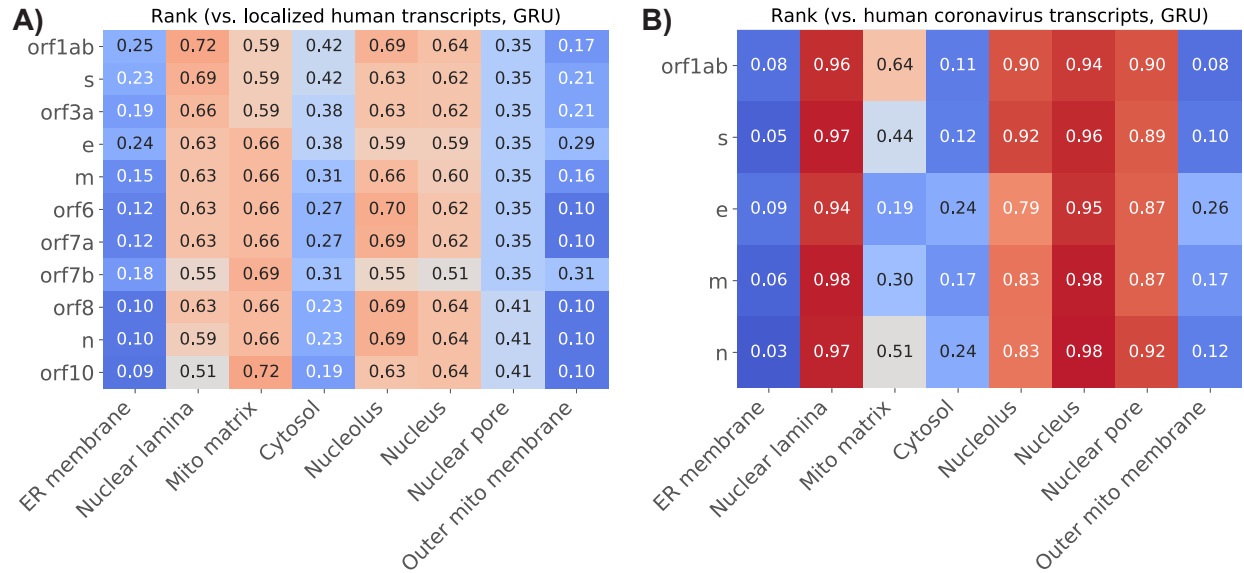 A) Rank (vs. localized human transcripts, GRU)
orf1ab 0.25 0.72 0.59 0.42 0.69 0.64 0.35 0.17
s 0.23 0.69 0.59 0.42 0.63 0.62 0.35 0.21
orf3a 0.19 0.66 0.59 0.38 0.63 0.62 0.35 0.21
e 0.24 0.63 0.66 0.38 0.59 0.59 0.35 0.29
m 0.15 0.63 0.66 0.31 0.66 0.60 0.35 0.16
orf6 0.12 0.63 0.66 0.27 0.70 0.62 0.35 0.10
orf7a 0.12 0.63 0.66 0.27 0.69 0.62 0.35 0.10
orf7b 0.18 0.55 0.69 0.31 0.55 0.51 0.35 0.31
orf8 0.10 0.63 0.66 0.23 0.69 0.64 0.41 0.10
n 0.10 0.59 0.66 0.23 0.69 0.64 0.41 0.10
orf10 0.09 0.51 0.72 0.19 0.63 0.64 0.41 0.10
ER membrane
Nuclear lamina
Mito matrix
Cytosol
Nucleolus
Nucleus
Nuclear pore
Outer mito membrane
B) Rank (vs. human coronavirus transcripts, GRU)
orf1ab 0.08 0.96 0.64 0.11 0.90 0.94 0.90 0.08
s 0.05 0.97 0.44 0.12 0.92 0.96 0.89 0.10
e 0.09 0.94 0.19 0.24 0.79 0.95 0.87 0.26
m 0.06 0.98 0.30 0.17 0.83 0.98 0.87 0.17
n 0.03 0.97 0.51 0.24 0.83 0.98 0.92 0.12
ER membrane
Nuclear lamina
Mito matrix
Cytosol
Nucleolus
Nucleus
Nuclear pore
Outer mito membrane